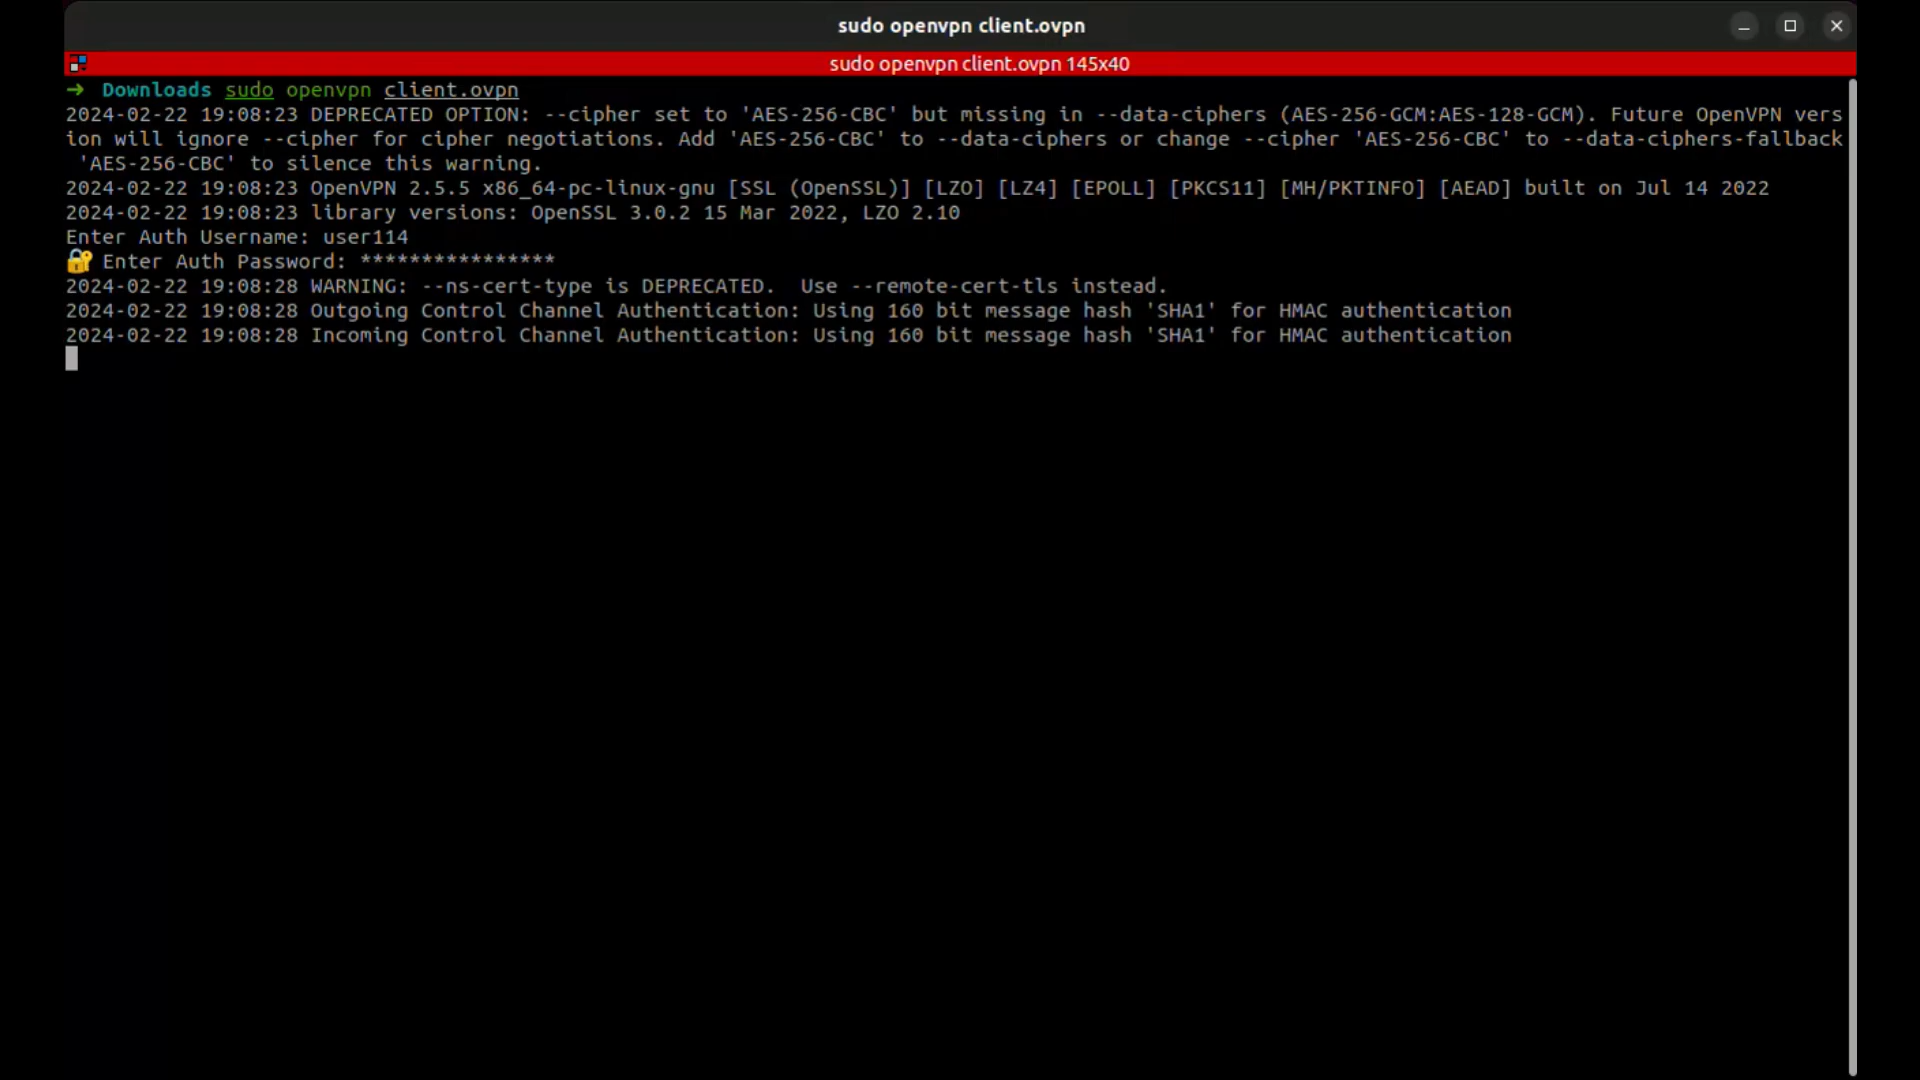 sudo openvpn client.ovpn
sudo openvpn client.ovpn 145x40
→ Downloads sudo openvpn client.ovpn
2024-02-22 19:08:23 DEPRECATED OPTION: --cipher set to 'AES-256-CBC' but missing in --data-ciphers (AES-256-GCM:AES-128-GCM). Future OpenVPN vers
ion will ignore --cipher for cipher negotiations. Add 'AES-256-CBC' to --data-ciphers or change --cipher 'AES-256-CBC' to --data-ciphers-fallback
'AES-256-CBC' to silence this warning.
2024-02-22 19:08:23 OpenVPN 2.5.5 x86_64-pc-linux-gnu [SSL (OpenSSL)] [LZO] [LZ4] [EPOLL] [PKCS11] [MH/PKTINFO] [AEAD] built on Jul 14 2022
2024-02-22 19:08:23 library versions: OpenSSL 3.0.2 15 Mar 2022, LZO 2.10
Enter Auth Username: user114
🔐 Enter Auth Password: ****************
2024-02-22 19:08:28 WARNING: --ns-cert-type is DEPRECATED.  Use --remote-cert-tls instead.
2024-02-22 19:08:28 Outgoing Control Channel Authentication: Using 160 bit message hash 'SHA1' for HMAC authentication
2024-02-22 19:08:28 Incoming Control Channel Authentication: Using 160 bit message hash 'SHA1' for HMAC authentication